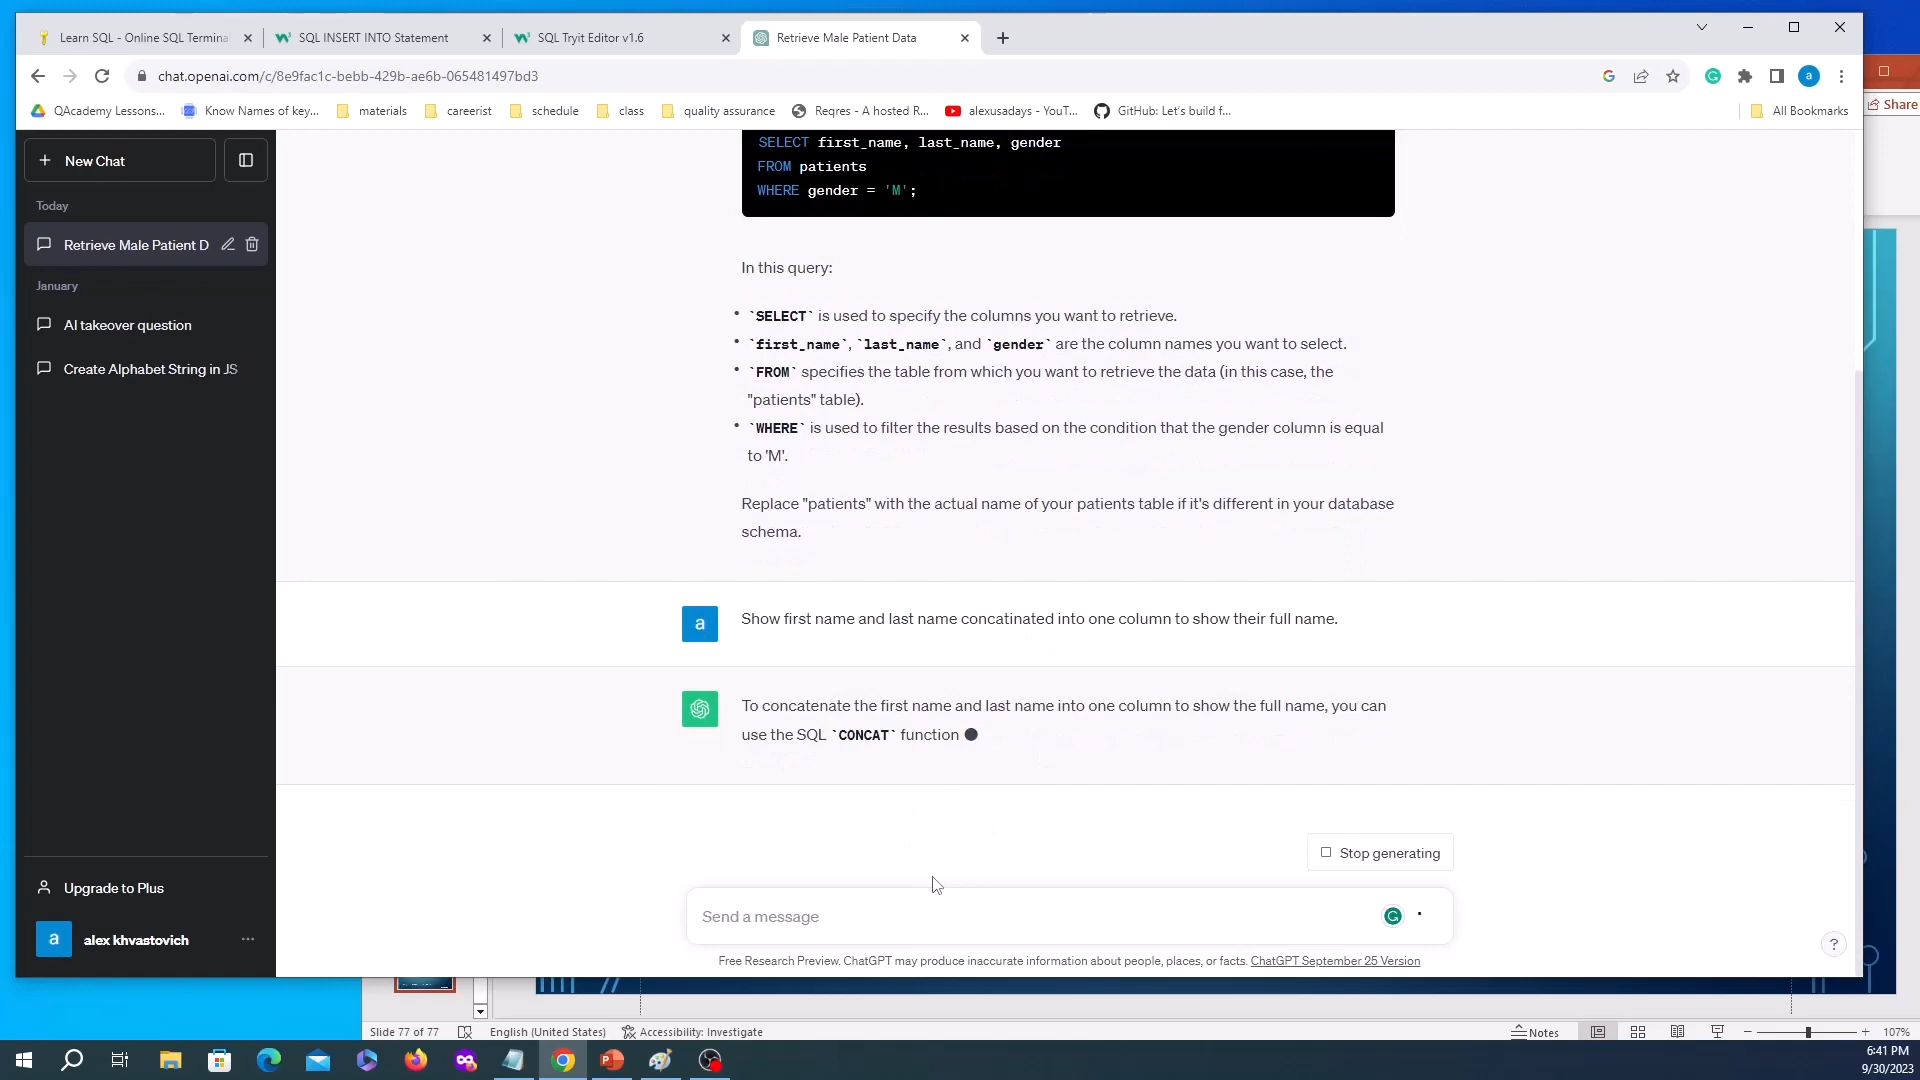 Learn SQL - Online SQL Termina
SQL INSERT INTO Statement
SQL Tryit Editor v1.6
Retrieve Male Patient Data
chat.openai.com/c/8e9fac1c-bebb-429b-ae6b-065481497bd3
a
QAcademy Lessons...
Know Names of key...
materials
careerist
schedule
class
quality assurance
Reqres - A hosted R...
alexusadays - YouT...
GitHub: Let's build f...
All Bookmarks
Share
New Chat
Today
Retrieve Male Patient D
January
AI takeover question
Create Alphabet String in JS
Upgrade to Plus
a
alex khvastovich
SELECT first_name, last_name, gender
FROM patients
WHERE gender = 'M';
In this query:
• `SELECT` is used to specify the columns you want to retrieve.
• `first_name`, `last_name`, and `gender` are the column names you want to select.
• `FROM` specifies the table from which you want to retrieve the data (in this case, the
"patients" table).
• `WHERE` is used to filter the results based on the condition that the gender column is equal
to 'M'.
Replace "patients" with the actual name of your patients table if it's different in your database
schema.
a
Show first name and last name concatinated into one column to show their full name.
To concatenate the first name and last name into one column to show the full name, you can
use the SQL `CONCAT` function
Stop generating
Send a message
Free Research Preview. ChatGPT may produce inaccurate information about people, places, or facts. ChatGPT September 25 Version
?
Slide 77 of 77
English (United States)
Accessibility: Investigate
Notes
107%
6:41 PM
9/30/2023